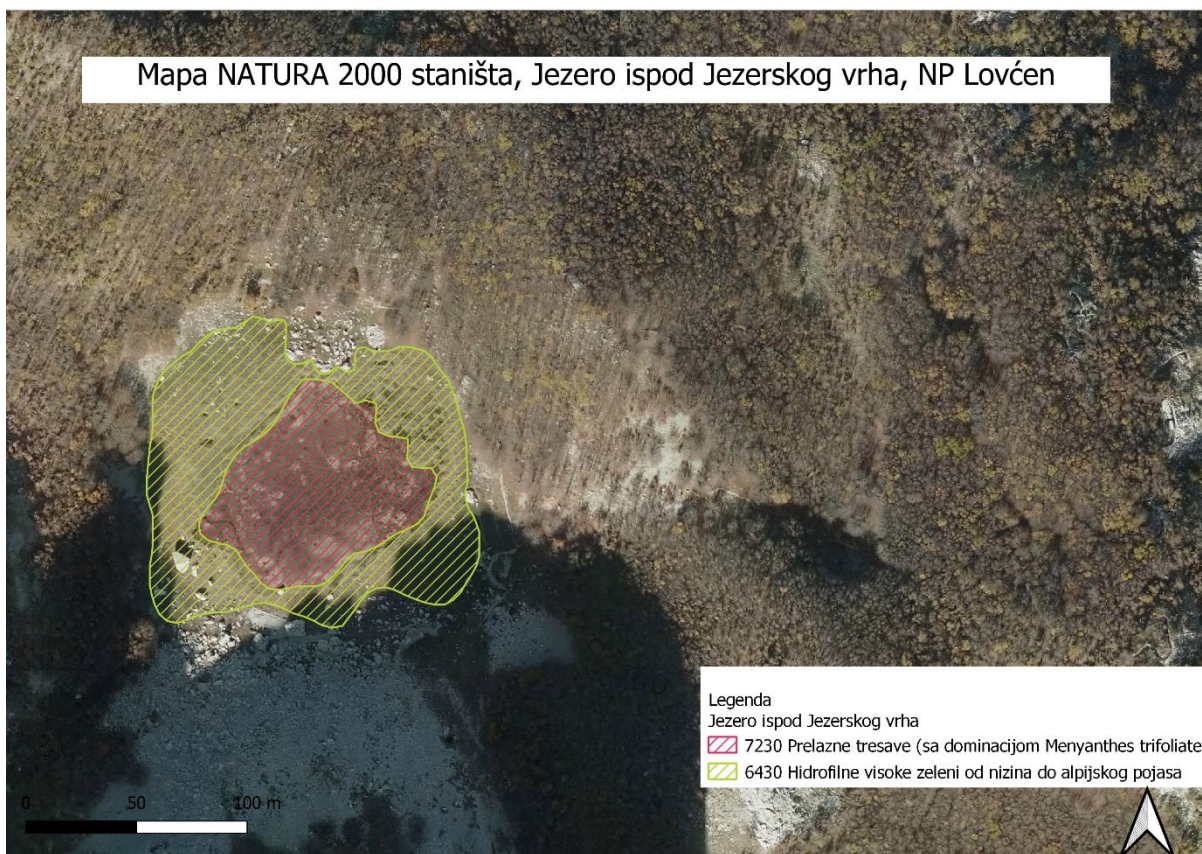 Mapa NATURA 2000 staništa, Jezero ispod Jezerskog vrha, NP Lovćen
Legenda
Jezero ispod Jezerskog vrha
7230 Prelazne tresave (sa dominacijom Menyanthes trifoliate
6430 Hidrofilne visoke zeleni od nizina do alpijskog pojasa
0 50 100 m